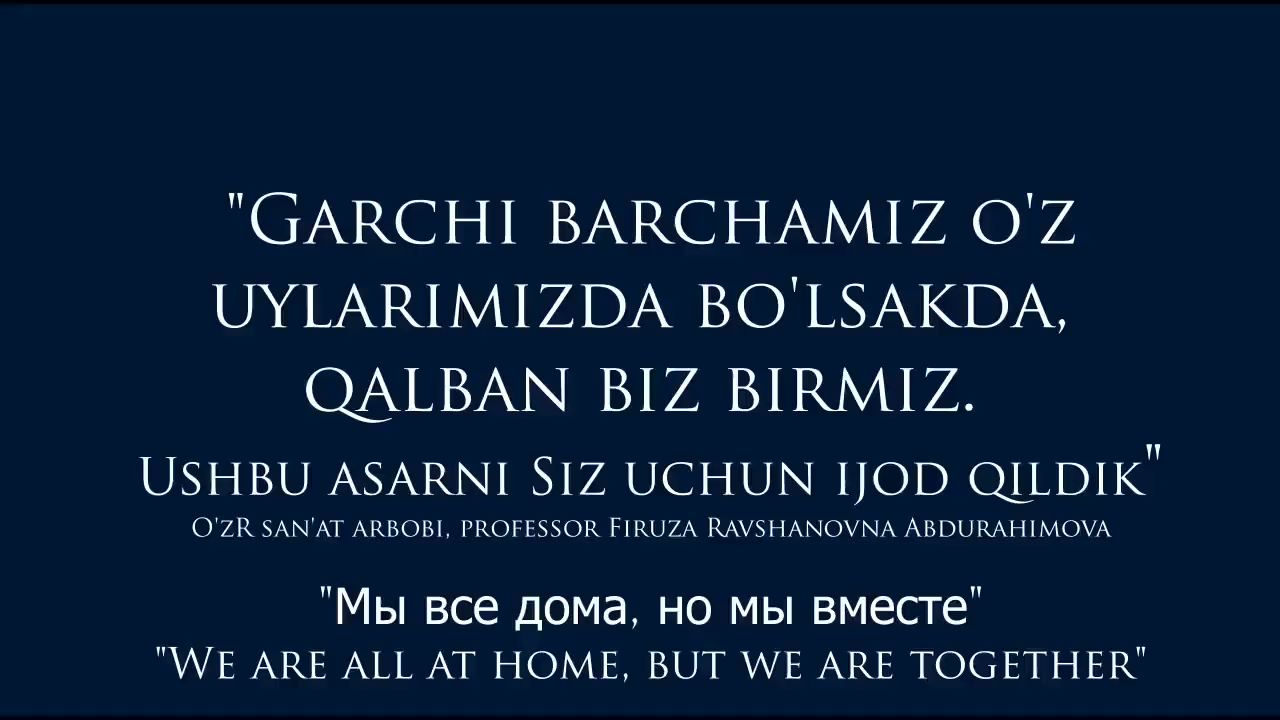 "Garchi barchamiz o'z
uylarimizda bo'lsakda,
qalban biz birmiz.
Ushbu asarni Siz uchun ijod qildik"
O'zR san'at arbobi, professor Firuza Ravshanovna Abdurahimova
"Мы все дома, но мы вместе"
"We are all at home, but we are together"